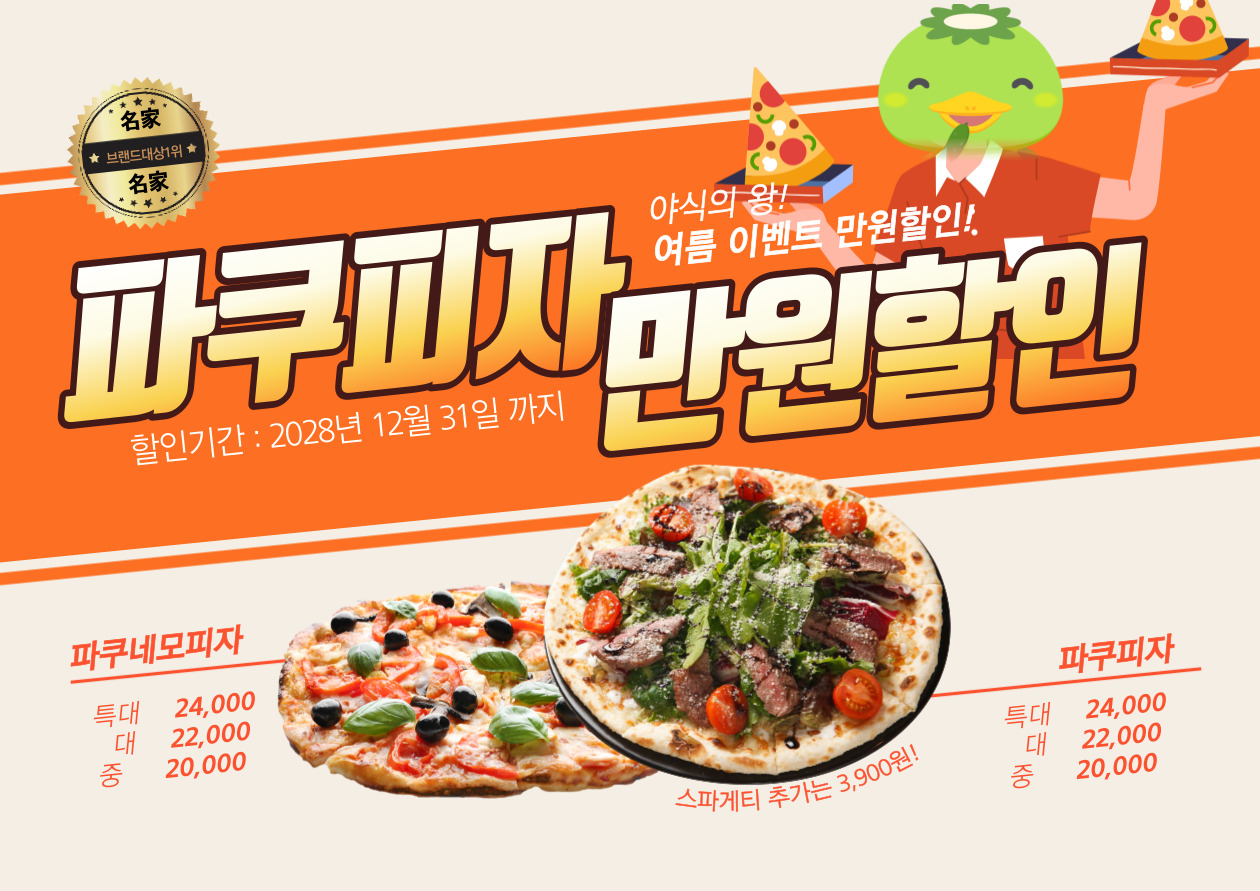 名家
브랜드대상1위
名家
야식의 왕!
여름 이벤트 만원할인!
파쿠피자
만원할인
할인기간 : 2028년 12월 31일 까지
파쿠네모피자
특대 24,000
대 22,000
중 20,000
파쿠피자
특대 24,000
대 22,000
중 20,000
스파게티 추가는 3,900원!